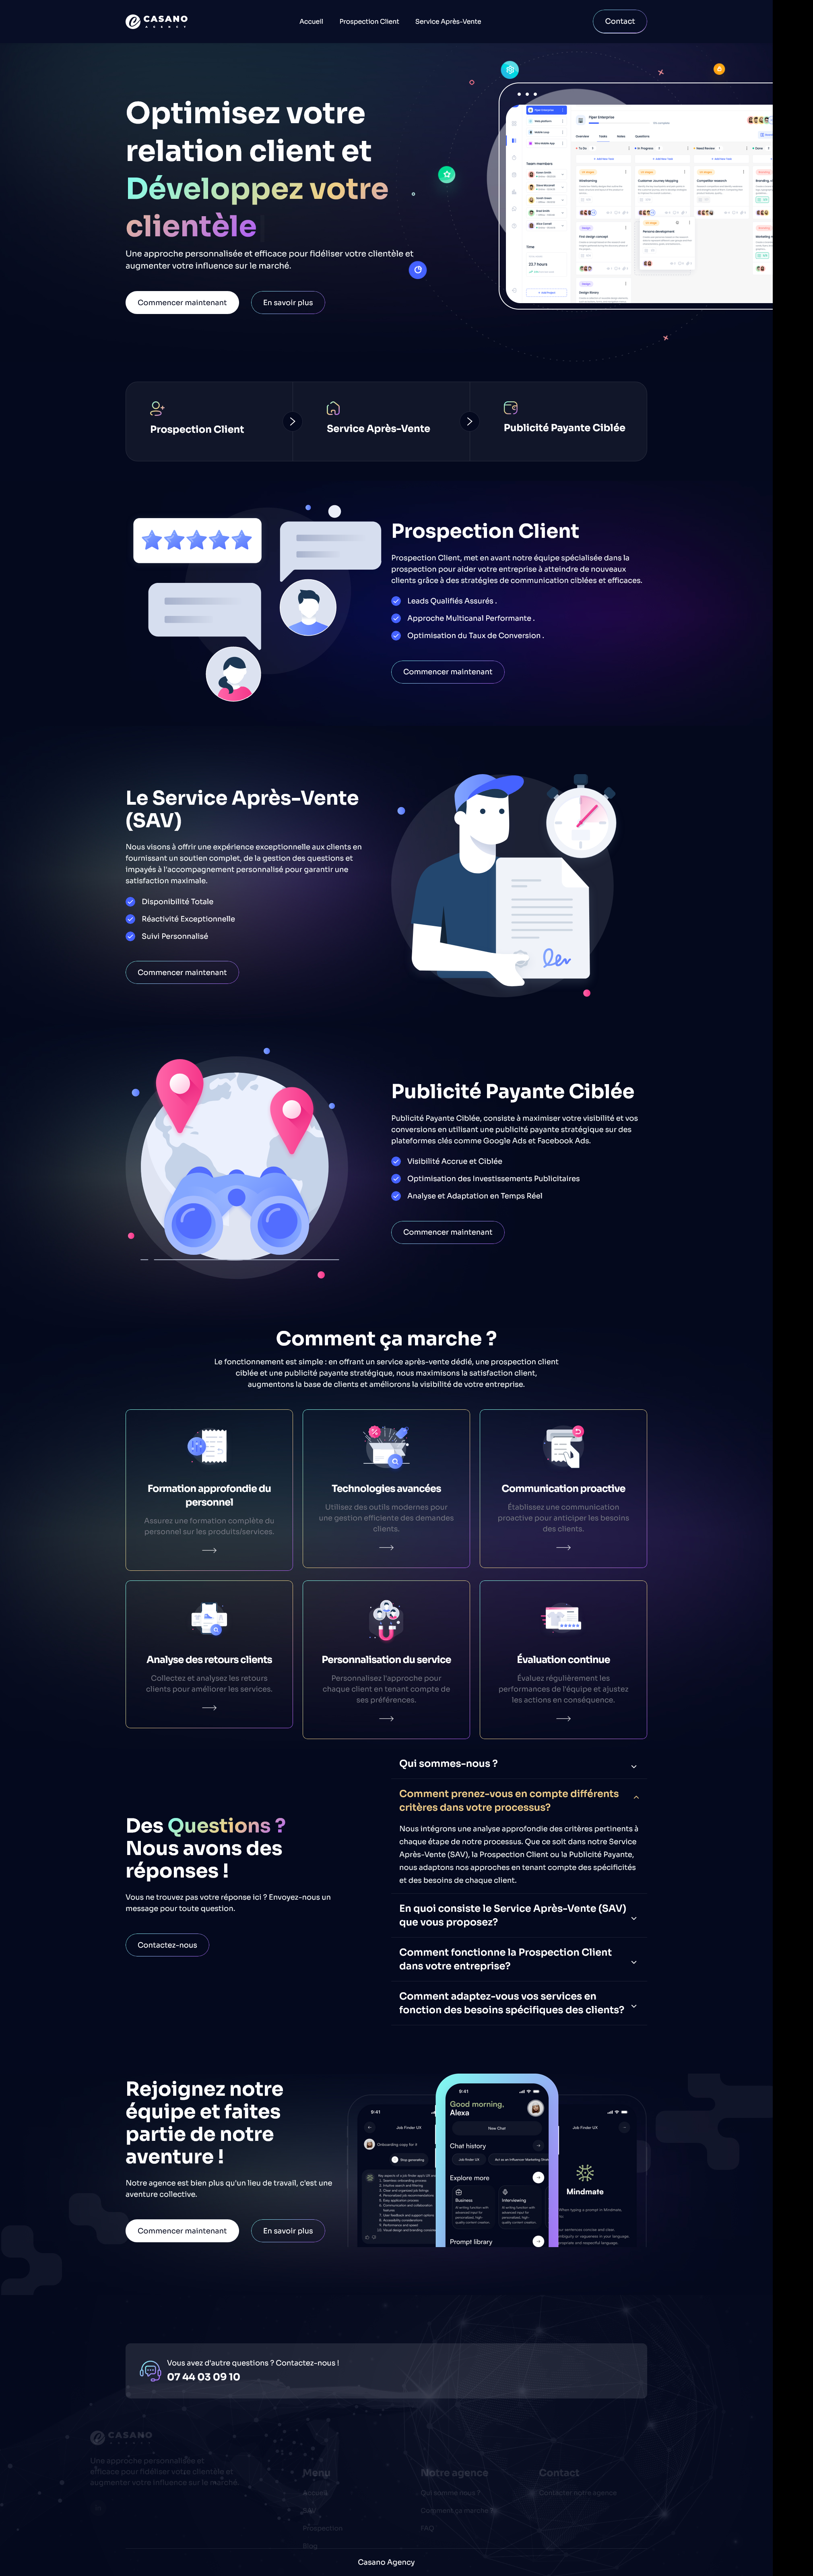 CASANO
AGENCY
Accueil
Prospection Client
Service Après-Vente
Contact
Optimisez votre
relation client et
Développez votre
clientèle
Une approche personnalisée et efficace pour fidéliser votre clientèle et
augmenter votre influence sur le marché.
Commencer maintenant
En savoir plus
Prospection Client
Service Après-Vente
Publicité Payante Ciblée
Prospection Client
Prospection Client, met en avant notre équipe spécialisée dans la
prospection pour aider votre entreprise à atteindre de nouveaux
clients grâce à des stratégies de communication ciblées et efficaces.
Leads Qualifiés Assurés .
Approche Multicanal Performante .
Optimisation du Taux de Conversion .
Commencer maintenant
Le Service Après-Vente
(SAV)
Nous visons à offrir une expérience exceptionnelle aux clients en
fournissant un soutien complet, de la gestion des questions et
impayés à l'accompagnement personnalisé pour garantir une
satisfaction maximale.
Disponibilité Totale
Réactivité Exceptionnelle
Suivi Personnalisé
Commencer maintenant
Publicité Payante Ciblée
Publicité Payante Ciblée, consiste à maximiser votre visibilité et vos
conversions en utilisant une publicité payante stratégique sur des
plateformes clés comme Google Ads et Facebook Ads.
Visibilité Accrue et Ciblée
Optimisation des Investissements Publicitaires
Analyse et Adaptation en Temps Réel
Commencer maintenant
Comment ça marche ?
Le fonctionnement est simple : en offrant un service après-vente dédié, une prospection client
ciblée et une publicité payante stratégique, nous maximisons la satisfaction client,
augmentons la base de clients et améliorons la visibilité de votre entreprise.
Formation approfondie du
personnel
Assurez une formation complète du
personnel sur les produits/services.
Technologies avancées
Utilisez des outils modernes pour
une gestion efficiente des demandes
clients.
Communication proactive
Établissez une communication
proactive pour anticiper les besoins
des clients.
Analyse des retours clients
Collectez et analysez les retours
clients pour améliorer les services.
Personnalisation du service
Personnalisez l'approche pour
chaque client en tenant compte de
ses préférences.
Évaluation continue
Évaluez régulièrement les
performances de l'équipe et ajustez
les actions en conséquence.
Des Questions ?
Nous avons des
réponses !
Vous ne trouvez pas votre réponse ici ? Envoyez-nous un
message pour toute question.
Contactez-nous
Qui sommes-nous ?
Comment prenez-vous en compte différents
critères dans votre processus?
Nous intégrons une analyse approfondie des critères pertinents à
chaque étape de notre processus. Que ce soit dans notre Service
Après-Vente (SAV), la Prospection Client ou la Publicité Payante,
nous adaptons nos approches en tenant compte des spécificités
et des besoins de chaque client.
En quoi consiste le Service Après-Vente (SAV)
que vous proposez?
Comment fonctionne la Prospection Client
dans votre entreprise?
Comment adaptez-vous vos services en
fonction des besoins spécifiques des clients?
Rejoignez notre
équipe et faites
partie de notre
aventure !
Notre agence est bien plus qu'un lieu de travail, c'est une
aventure collective.
Commencer maintenant
En savoir plus
9:41
Job Finder UX
Stop generating
9:41
Good morning,
Alexa
New Chat
Chat history
Job finder UX
Explore more
Business
Interviewing
Prompt library
9:41
Job Finder UX
Mindmate
Vous avez d'autre questions ? Contactez-nous !
07 44 03 09 10
CASANO
Une approche personnalisée et
efficace pour fidéliser votre clientèle et
augmenter votre influence sur le marché.
Menu
Accueil
SAV
Prospection
Blog
Notre agence
Qui somme nous ?
Comment ça marche ?
FAQ
Contact
Contacter notre agence
Casano Agency